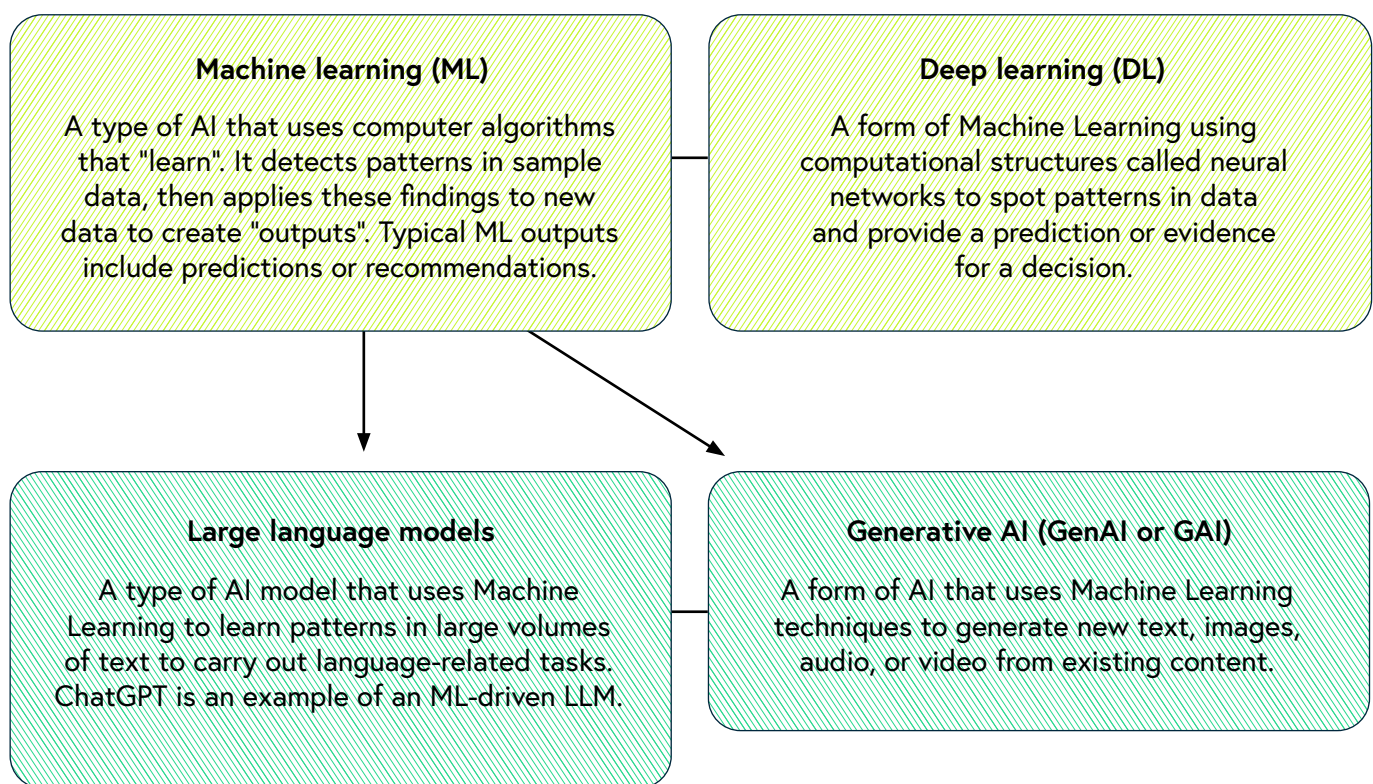 Machine learning (ML)
A type of AI that uses computer algorithms
that "learn". It detects patterns in sample
data, then applies these findings to new
data to create "outputs". Typical ML outputs
include predictions or recommendations.
Deep learning (DL)
A form of Machine Learning using
computational structures called neural
networks to spot patterns in data
and provide a prediction or evidence
for a decision.
Large language models
A type of AI model that uses Machine
Learning to learn patterns in large volumes
of text to carry out language-related tasks.
ChatGPT is an example of an ML-driven LLM.
Generative AI (GenAI or GAI)
A form of AI that uses Machine Learning
techniques to generate new text, images,
audio, or video from existing content.